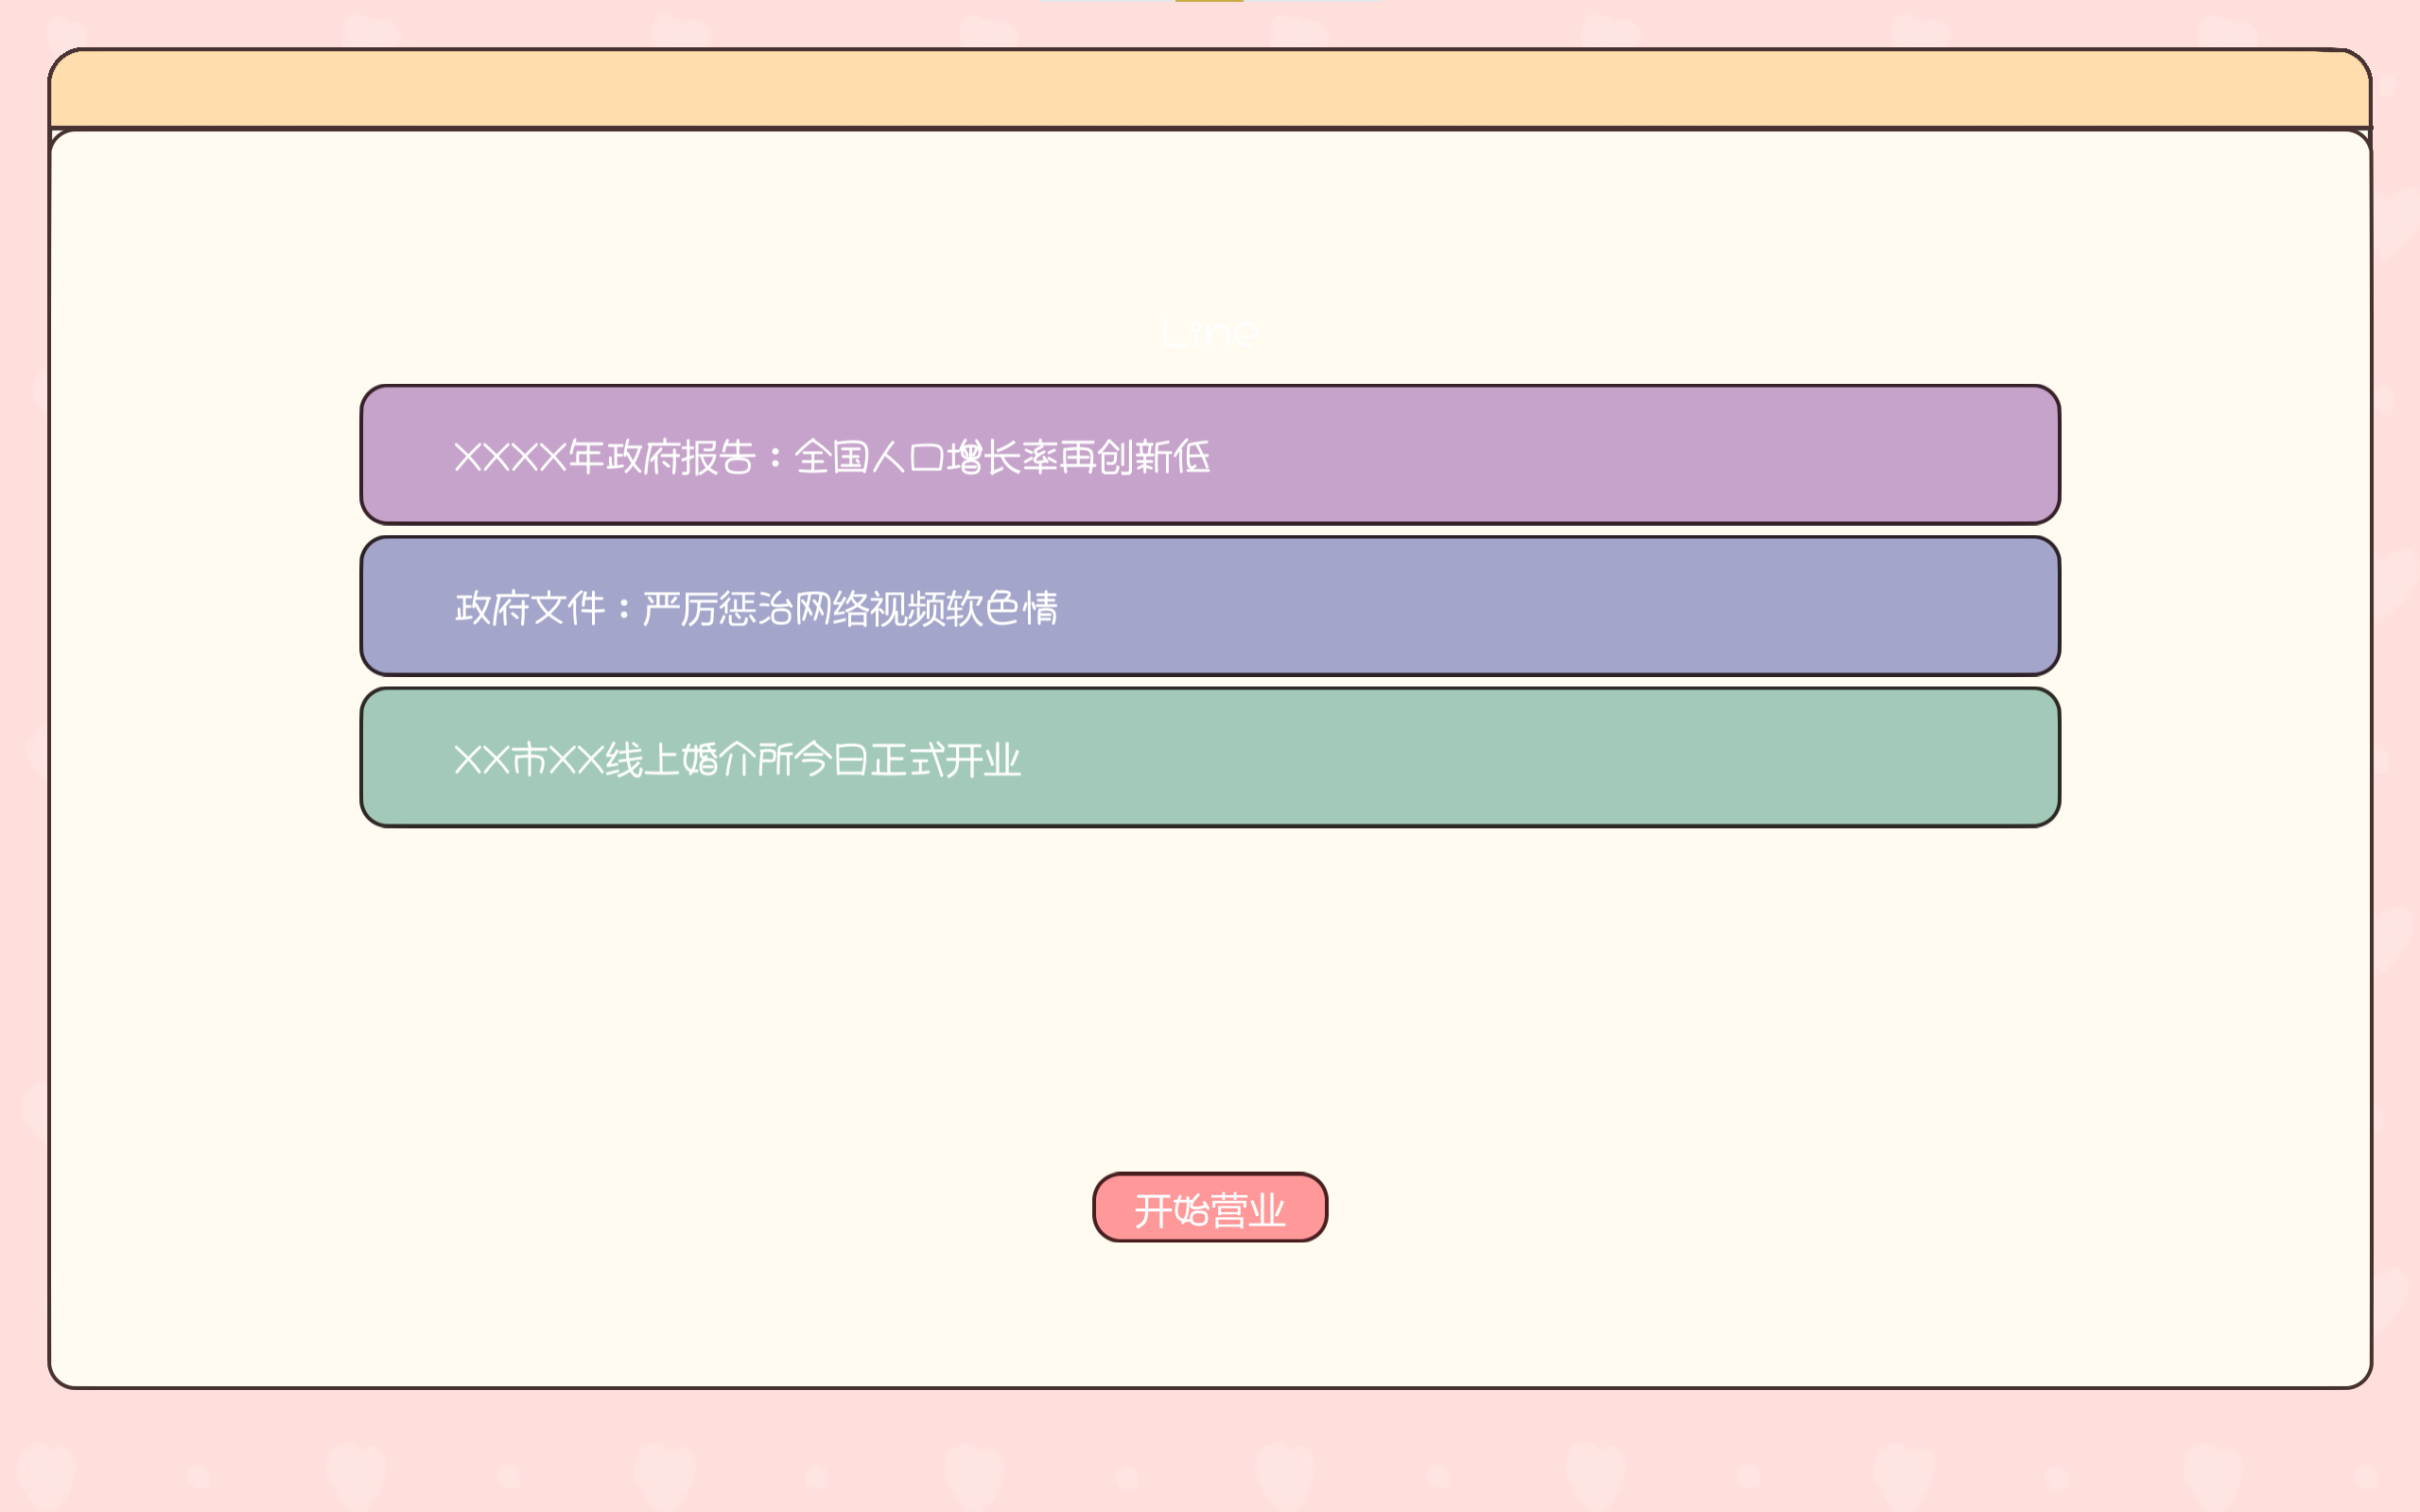 Line
XXXX年政府报告：全国人口增长率再创新低
政府文件：严厉惩治网络视频软色情
XX市XX线上婚介所今日正式开业
开始营业